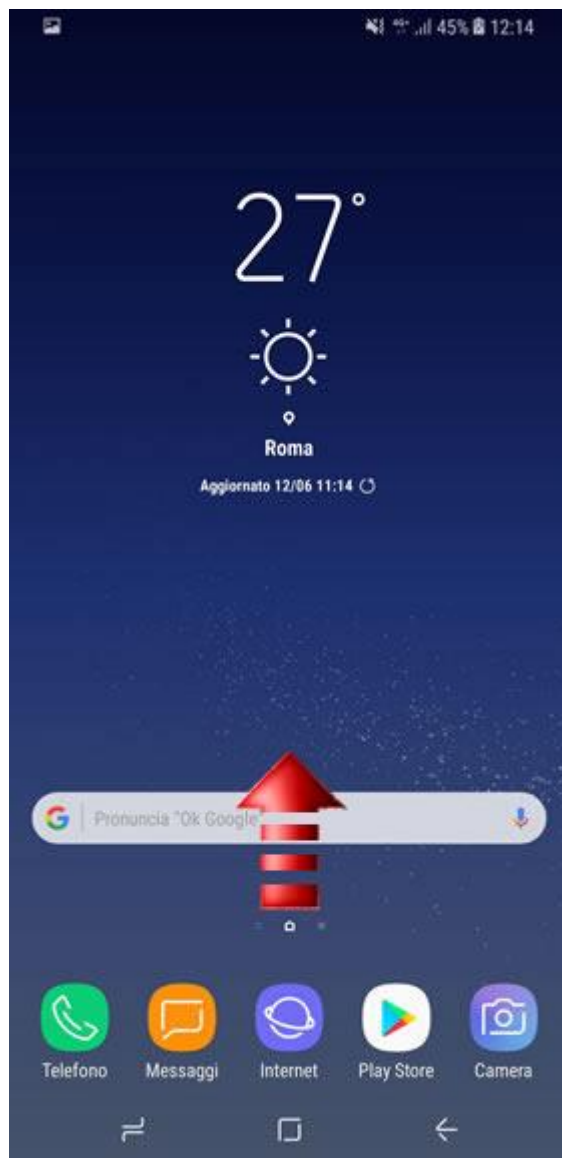 45% 12:14
27°
Roma
Aggiornato 12/06 11:14
G Pronuncia "Ok Google"
Telefono Messaggi Internet Play Store Camera